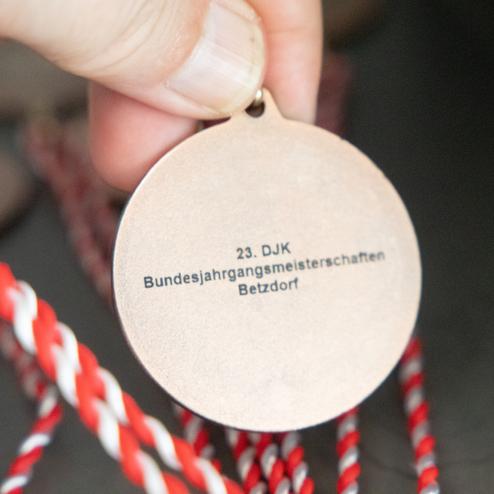 23. DJK
Bundesjahrgangsmeisterschaften
Betzdorf